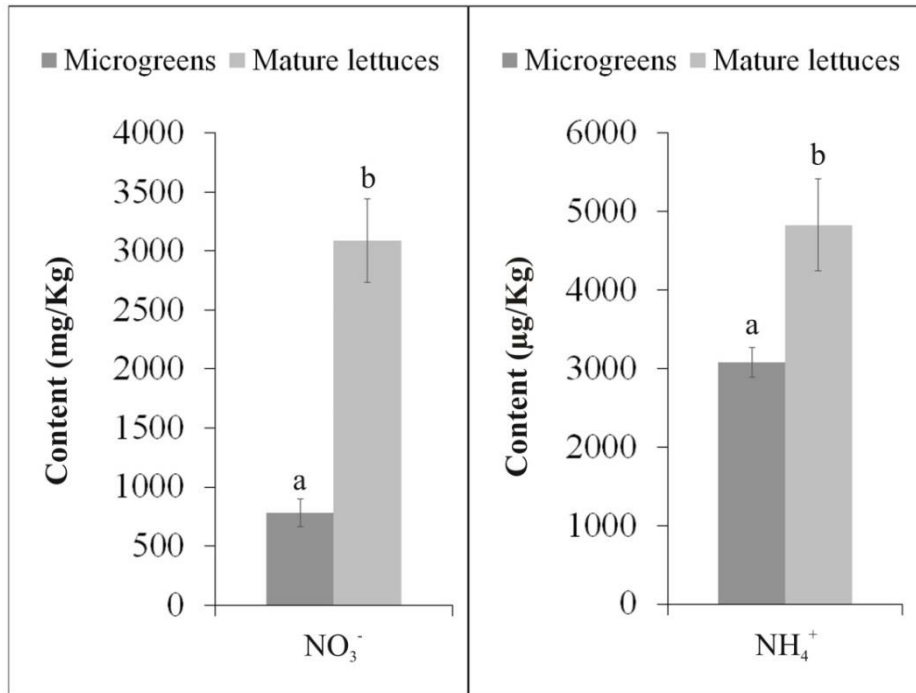 Microgreens Mature lettuces
Content (mg/Kg)
4000
3500
3000
2500
2000
1500
1000
500
0
a
b
NO₃⁻
Microgreens Mature lettuces
Content (µg/Kg)
6000
5000
4000
3000
2000
1000
0
a
b
NH₄⁺